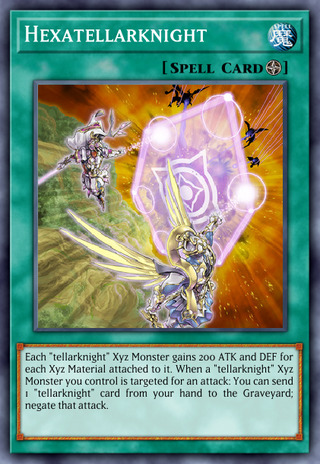 Hexatellarknight
魔
[Spell Card]
Each "tellarknight" Xyz Monster gains 200 ATK and DEF for
each Xyz Material attached to it. When a "tellarknight" Xyz
Monster you control is targeted for an attack: You can send
1 "tellarknight" card from your hand to the Graveyard;
negate that attack.